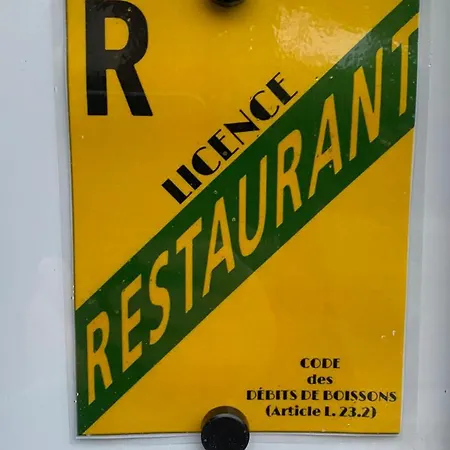 R
LICENCE
RESTAURANT
CODE
des
DÉBITS DE BOISSONS
(Article L. 23.2)